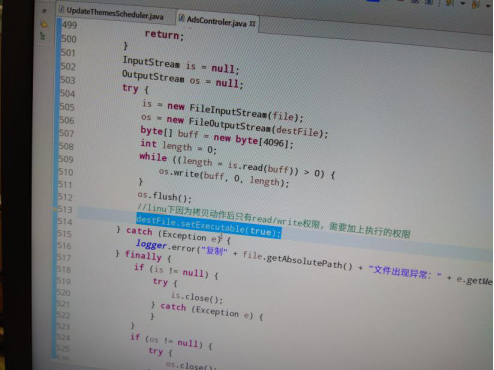 UpdateThemesScheduler.java AdsControler.java
499 return;
500 }
501 InputStream is = null;
502 OutputStream os = null;
503 try {
504
505 is = new FileInputStream(file);
506 os = new FileOutputStream(destFile);
507 byte[] buff = new byte[4096];
508 int length = 0;
509 while ((length = is.read(buff)) > 0) {
510 os.write(buff, 0, length);
511 }
512 os.flush();
513 //linu下因为拷贝动作后只有read/write权限，需要加上执行的权限
514 destFile.setExecutable(true);
515 } catch (Exception e) {
516 logger.error("复制" + file.getAbsolutePath() + "文件出现异常：" + e.getMe
517 } finally {
518 if (is != null) {
519 try {
520 is.close();
521 } catch (Exception e) {
522 }
523 }
524 if (os != null) {
525 try {
os.close();